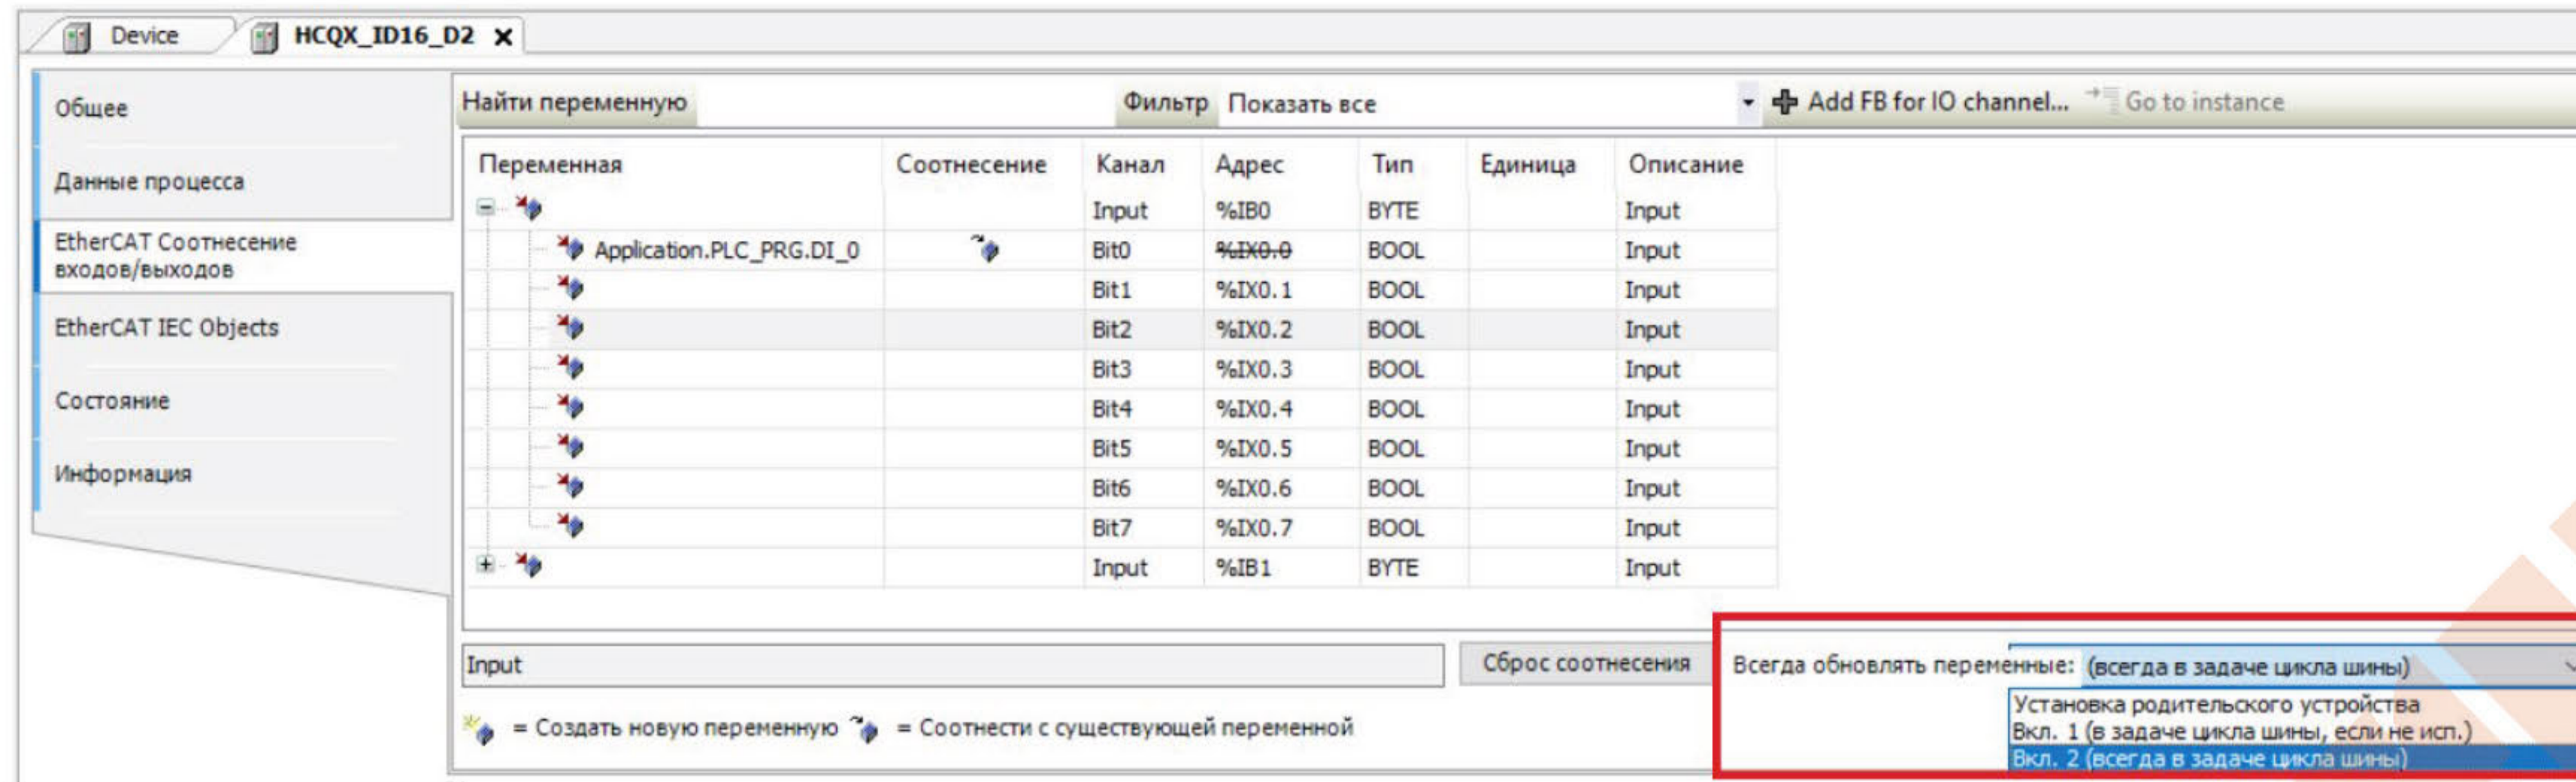 Device HCQX_ID16_D2
Общее
Данные процесса
EtherCAT Соотнесение
входов/выходов
EtherCAT IEC Objects
Состояние
Информация
Найти переменную Фильтр Показать все Add FB for IO channel... Go to instance
Переменная Соотнесение Канал Адрес Тип Единица Описание
Input %IB0 BYTE Input
Application.PLC_PRG.DI_0 Bit0 %IX0.0 BOOL Input
Bit1 %IX0.1 BOOL Input
Bit2 %IX0.2 BOOL Input
Bit3 %IX0.3 BOOL Input
Bit4 %IX0.4 BOOL Input
Bit5 %IX0.5 BOOL Input
Bit6 %IX0.6 BOOL Input
Bit7 %IX0.7 BOOL Input
Input %IB1 BYTE Input
Input Сброс соотнесения Всегда обновлять переменные: (всегда в задаче цикла шины)
Установка родительского устройства
Вкл. 1 (в задаче цикла шины, если не исп.)
Вкл. 2 (всегда в задаче цикла шины)
= Создать новую переменную = Соотнести с существующей переменной